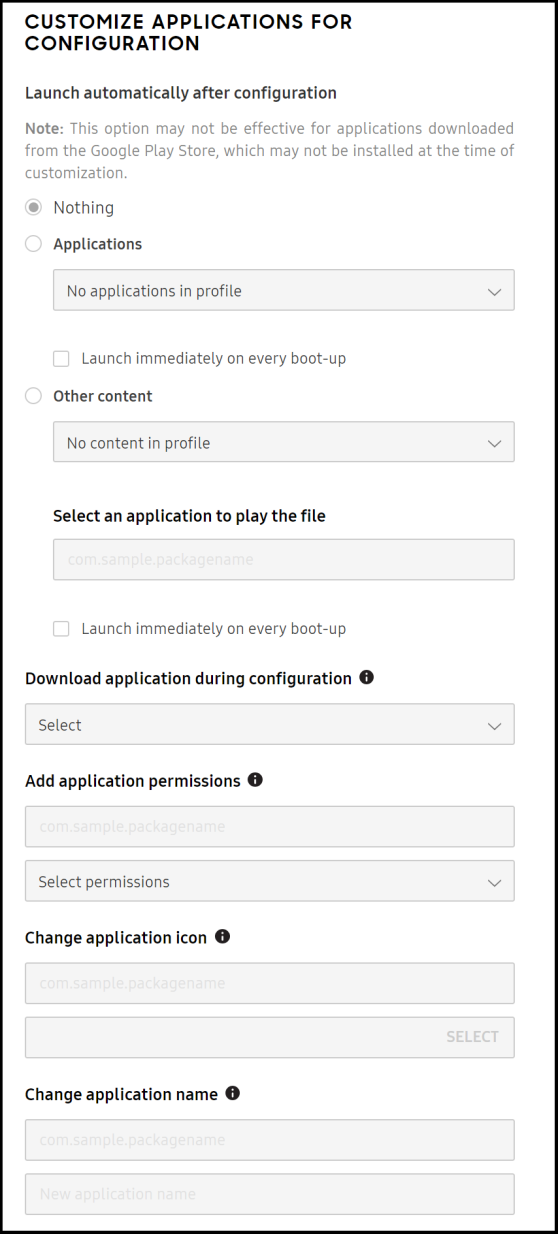 CUSTOMIZE APPLICATIONS FOR
CONFIGURATION
Launch automatically after configuration
Note: This option may not be effective for applications downloaded
from the Google Play Store, which may not be installed at the time of
customization.
Nothing
Applications
No applications in profile
Launch immediately on every boot-up
Other content
No content in profile
Select an application to play the file
com.sample.packagename
Launch immediately on every boot-up
Download application during configuration
Select
Add application permissions
com.sample.packagename
Select permissions
Change application icon
com.sample.packagename
SELECT
Change application name
com.sample.packagename
New application name